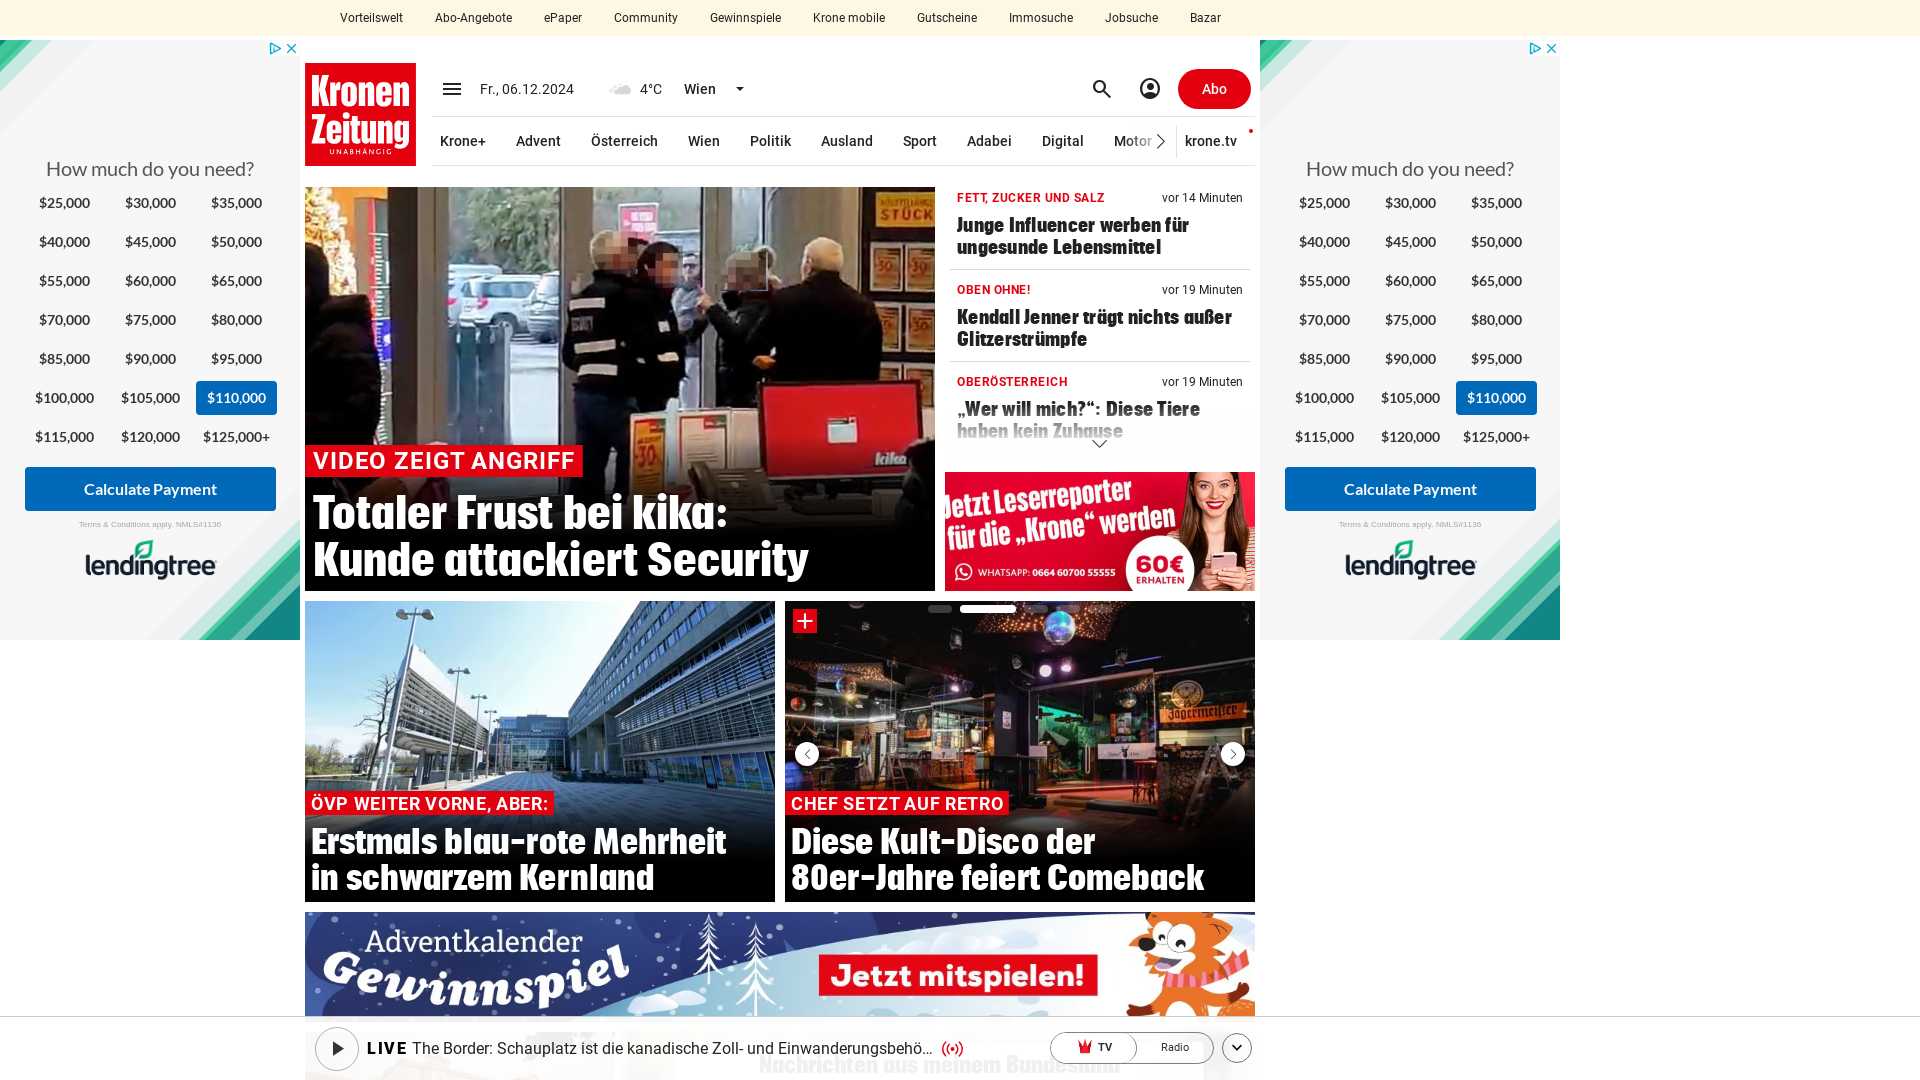 Vorteilswelt Abo-Angebote ePaper Community Gewinnspiele Krone mobile Gutscheine Immosuche Jobsuche Bazar
Kronen
Zeitung
UNABHÄNGIG
Fr., 06.12.2024 4°C Wien
Abo
Krone+ Advent Österreich Wien Politik Ausland Sport Adabei Digital Motor krone.tv
How much do you need?
$25,000 $30,000 $35,000
$40,000 $45,000 $50,000
$55,000 $60,000 $65,000
$70,000 $75,000 $80,000
$85,000 $90,000 $95,000
$100,000 $105,000 $110,000
$115,000 $120,000 $125,000+
Calculate Payment
Terms & Conditions apply. NMLS#1136
lendingtree
STÜCK
kika
VIDEO ZEIGT ANGRIFF
Totaler Frust bei kika:
Kunde attackiert Security
FETT, ZUCKER UND SALZ vor 14 Minuten
Junge Influencer werben für
ungesunde Lebensmittel
OBEN OHNE! vor 19 Minuten
Kendall Jenner trägt nichts außer
Glitzerstrümpfe
OBERÖSTERREICH vor 19 Minuten
„Wer will mich?“: Diese Tiere
haben kein Zuhause
Jetzt Leserreporter
für die „Krone“ werden
WHATSAPP: 0664 60700 55555
60€
ERHALTEN
How much do you need?
$25,000 $30,000 $35,000
$40,000 $45,000 $50,000
$55,000 $60,000 $65,000
$70,000 $75,000 $80,000
$85,000 $90,000 $95,000
$100,000 $105,000 $110,000
$115,000 $120,000 $125,000+
Calculate Payment
Terms & Conditions apply. NMLS#1136
lendingtree
ÖVP WEITER VORNE, ABER:
Erstmals blau-rote Mehrheit
in schwarzem Kernland
Jägermeister
CHEF SETZT AUF RETRO
Diese Kult-Disco der
80er-Jahre feiert Comeback
Adventkalender
Gewinnspiel
Jetzt mitspielen!
LIVE The Border: Schauplatz ist die kanadische Zoll- und Einwanderungsbehö… TV Radio
Nachrichten aus meinem Bundesland